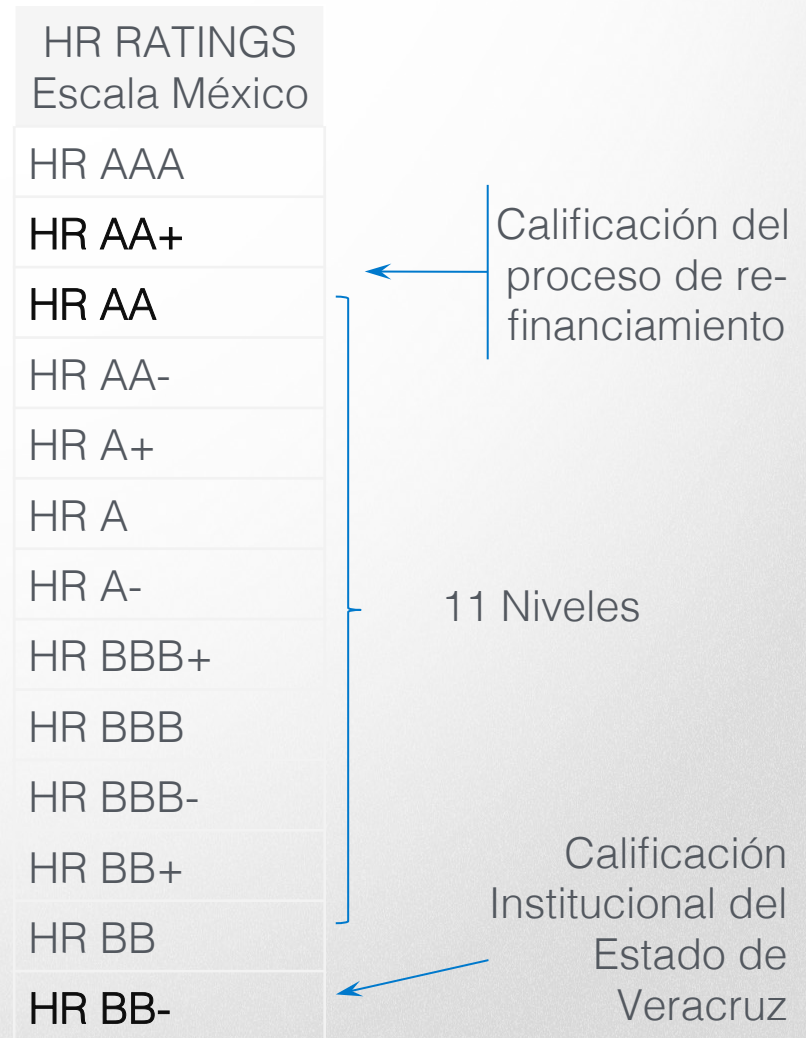 HR RATINGS
Escala México
HR AAA
HR AA+
HR AA
HR AA-
HR A+
HR A
HR A-
HR BBB+
HR BBB
HR BBB-
HR BB+
HR BB
HR BB-
Calificación del
proceso de re-
financiamiento
11 Niveles
Calificación
Institucional del
Estado de
Veracruz